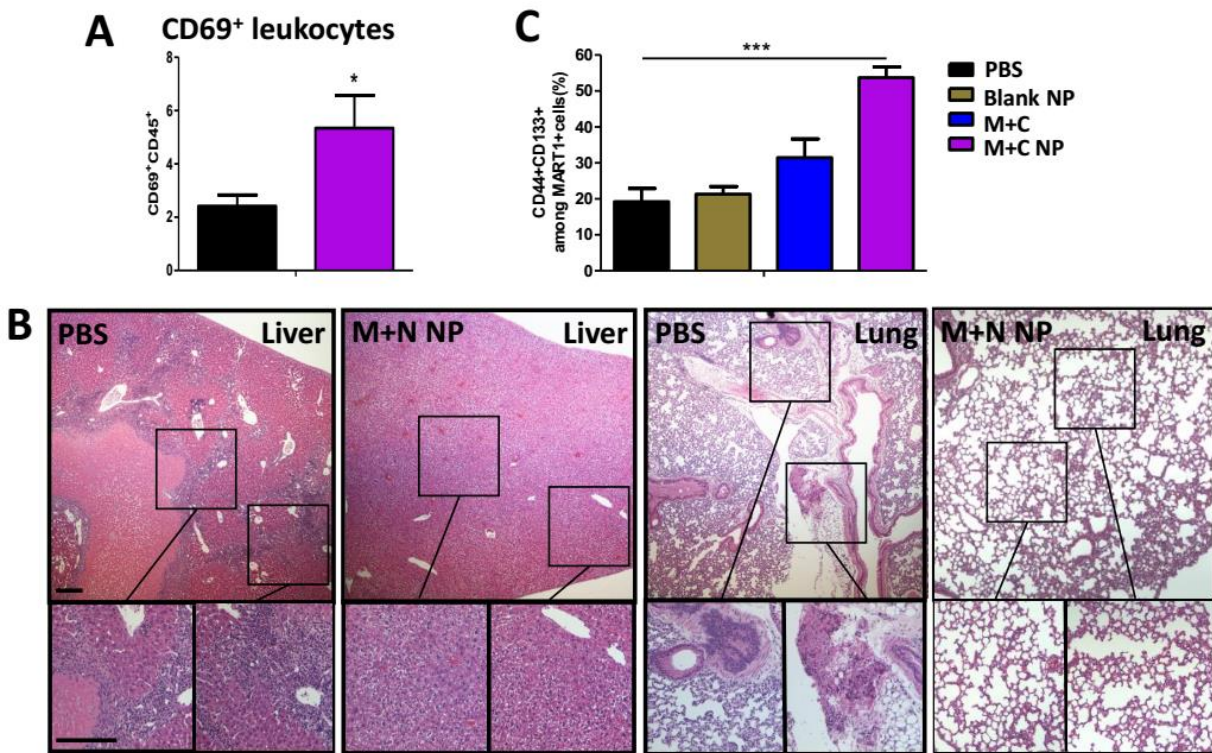 A
CD69⁺ leukocytes
CD69⁺CD45⁺
8
6
4
2
0
*
C
CD44+CD133+
among MART1+cells(%)
60
50
40
30
20
10
0
***
PBS
Blank NP
M+C
M+C NP
B
PBS Liver
M+N NP Liver
PBS Lung
M+N NP Lung